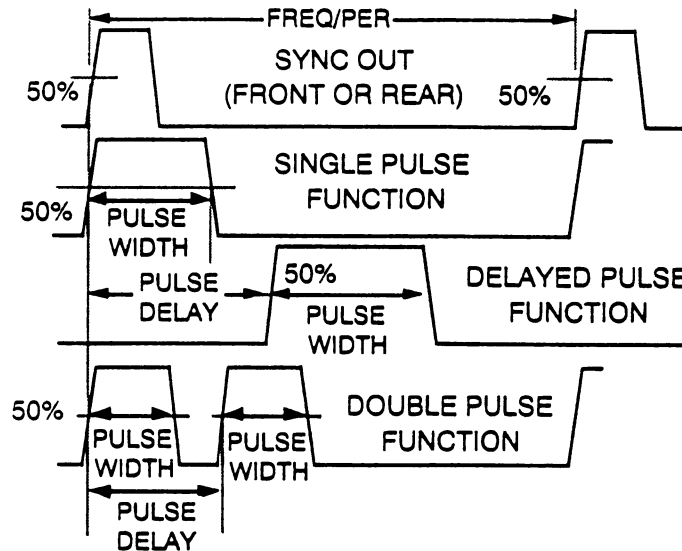 FREQ/PER
SYNC OUT
(FRONT OR REAR)
50%
50%
SINGLE PULSE
FUNCTION
50%
PULSE
WIDTH
PULSE
DELAY
50%
PULSE
WIDTH
DELAYED PULSE
FUNCTION
50%
PULSE
WIDTH
PULSE
WIDTH
DOUBLE PULSE
FUNCTION
PULSE
DELAY